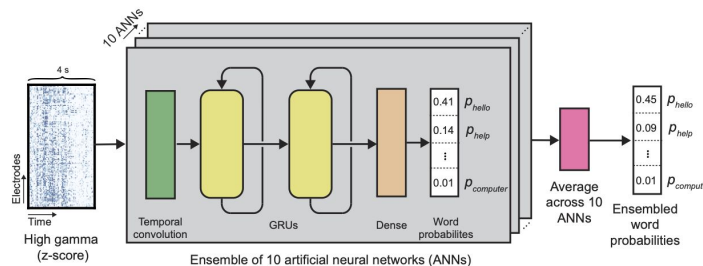 10 ANNs
4 s
Electrodes
Time
High gamma
(z-score)
Temporal
convolution
GRUs
Dense
Word
probabilites
0.41
p_hello
0.14
p_help
⋮
0.01
p_computer
Ensemble of 10 artificial neural networks (ANNs)
Average
across 10
ANNs
0.45
p_hello
0.09
p_help
⋮
0.01
p_comput
Ensembled
word
probabilities